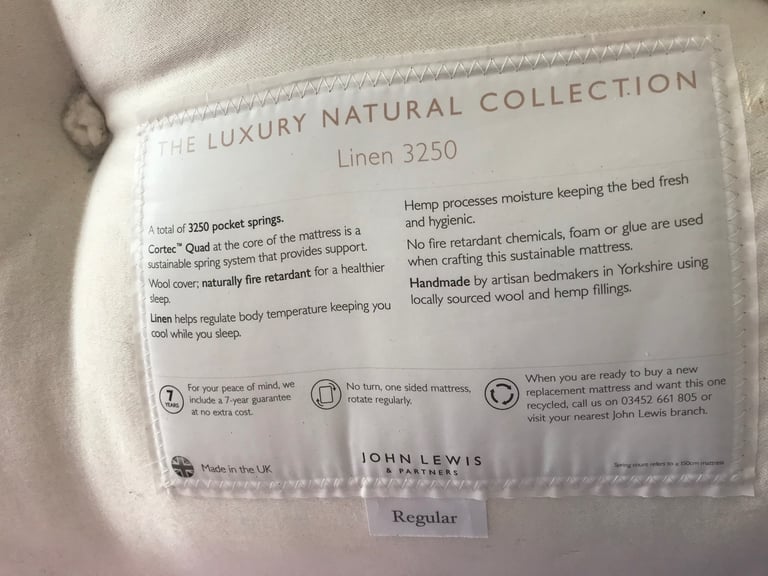 THE LUXURY NATURAL COLLECTION
Linen 3250
A total of 3250 pocket springs.
Cortec™ Quad at the core of the mattress is a
sustainable spring system that provides support.
Wool cover; naturally fire retardant for a healthier
sleep.
Linen helps regulate body temperature keeping you
cool while you sleep.
Hemp processes moisture keeping the bed fresh
and hygienic.
No fire retardant chemicals, foam or glue are used
when crafting this sustainable mattress.
Handmade by artisan bedmakers in Yorkshire using
locally sourced wool and hemp fillings.
7
YEARS
For your peace of mind, we
include a 7-year guarantee
at no extra cost.
No turn, one sided mattress,
rotate regularly.
When you are ready to buy a new
replacement mattress and want this one
recycled, call us on 03452 661 805 or
visit your nearest John Lewis branch.
Made in the UK
JOHN LEWIS
& PARTNERS
Spring count refers to a 150cm mattress
Regular